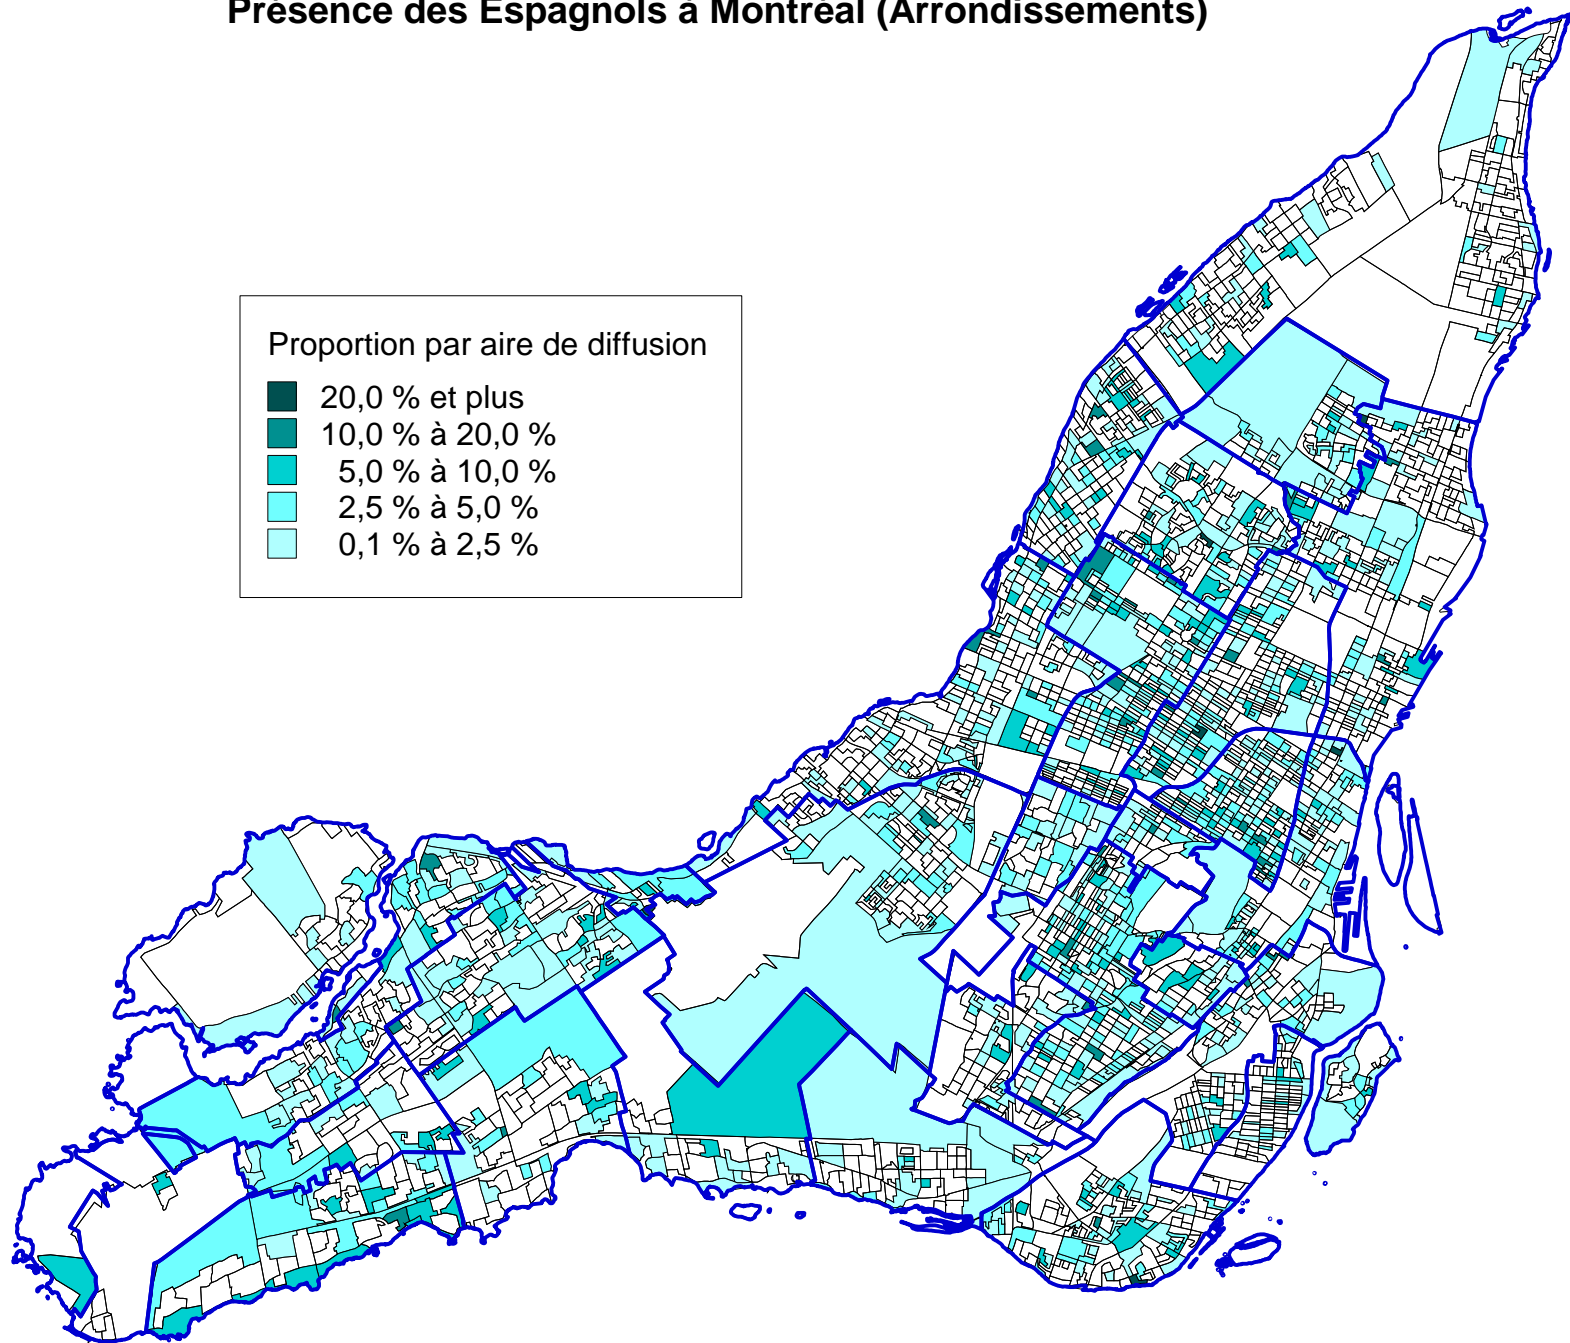 Présence des Espagnols à Montréal (Arrondissements)
Proportion par aire de diffusion
20,0 % et plus
10,0 % à 20,0 %
5,0 % à 10,0 %
2,5 % à 5,0 %
0,1 % à 2,5 %